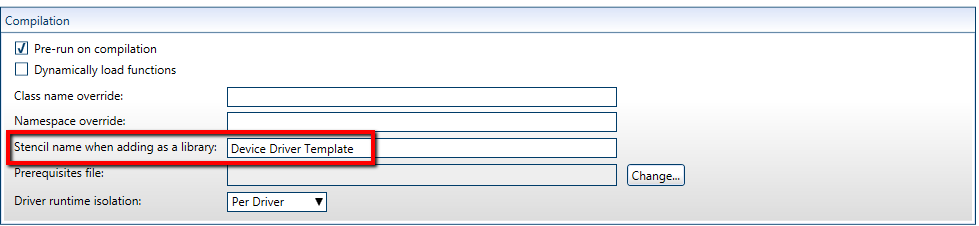 Compilation
Pre-run on compilation
Dynamically load functions
Class name override:
Namespace override:
Stencil name when adding as a library: Device Driver Template
Prerequisites file: Change...
Driver runtime isolation: Per Driver